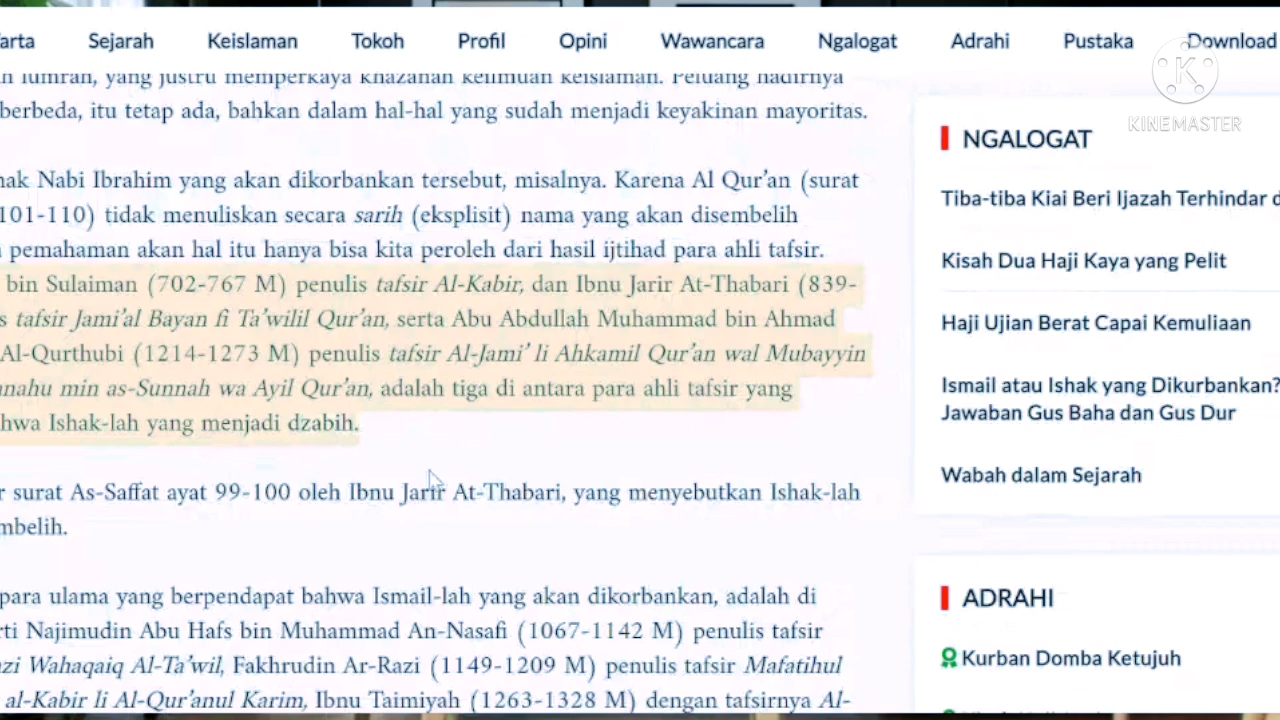 arta Sejarah Keislaman Tokoh Profil Opini Wawancara Ngalogat Adrahi Pustaka Download
KINEMASTER
lumrah, yang justru memperkaya khazanah keilmuan keislaman. Peluang hadirnya
berbeda, itu tetap ada, bahkan dalam hal-hal yang sudah menjadi keyakinan mayoritas.
nak Nabi Ibrahim yang akan dikorbankan tersebut, misalnya. Karena Al Qur'an (surat
101-110) tidak menuliskan secara sarih (eksplisit) nama yang akan disembelih
pemahaman akan hal itu hanya bisa kita peroleh dari hasil ijtihad para ahli tafsir.
bin Sulaiman (702-767 M) penulis tafsir Al-Kabir, dan Ibnu Jarir At-Thabari (839-
s tafsir Jami'al Bayan fi Ta'wilil Qur'an, serta Abu Abdullah Muhammad bin Ahmad
Al-Qurthubi (1214-1273 M) penulis tafsir Al-Jami' li Ahkamil Qur'an wal Mubayyin
nnahu min as-Sunnah wa Ayil Qur'an, adalah tiga di antara para ahli tafsir yang
hwa Ishak-lah yang menjadi dzabih.
r surat As-Saffat ayat 99-100 oleh Ibnu Jarir At-Thabari, yang menyebutkan Ishak-lah
mbelih.
para ulama yang berpendapat bahwa Ismail-lah yang akan dikorbankan, adalah di
rti Najimudin Abu Hafs bin Muhammad An-Nasafi (1067-1142 M) penulis tafsir
zi Wahaqaiq Al-Ta'wil, Fakhrudin Ar-Razi (1149-1209 M) penulis tafsir Mafatihul
al-Kabir li Al-Qur'anul Karim, Ibnu Taimiyah (1263-1328 M) dengan tafsirnya Al-
NGALOGAT
Tiba-tiba Kiai Beri Ijazah Terhindar d
Kisah Dua Haji Kaya yang Pelit
Haji Ujian Berat Capai Kemuliaan
Ismail atau Ishak yang Dikurbankan?
Jawaban Gus Baha dan Gus Dur
Wabah dalam Sejarah
ADRAHI
Kurban Domba Ketujuh